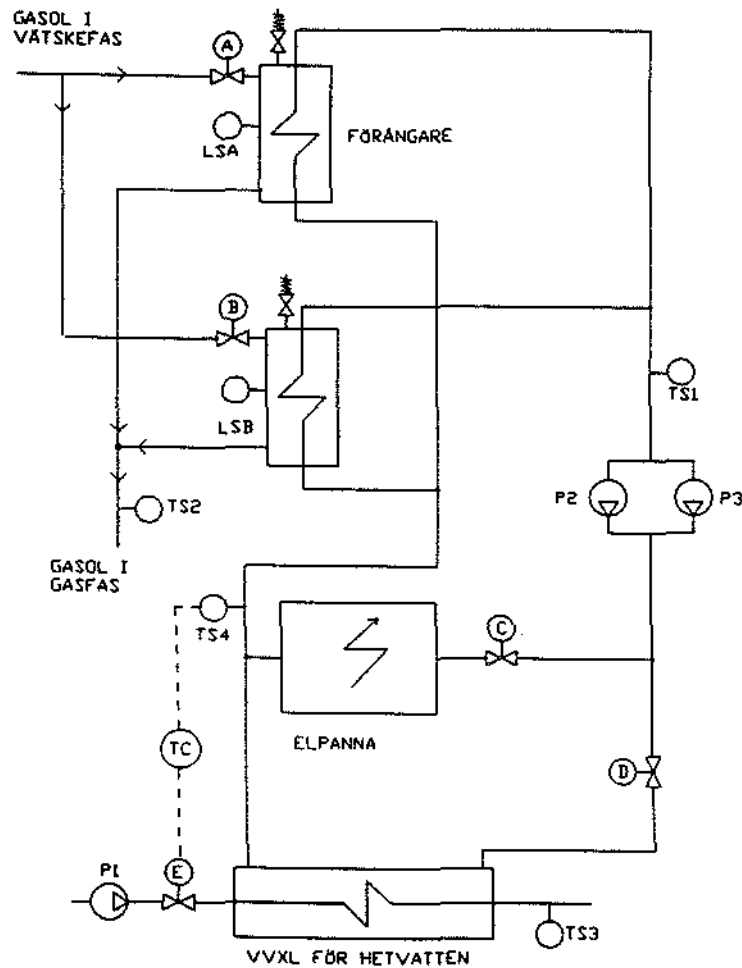 GASOL I
VÄTSKEFAS
A
LSA
FÖRÅNGARE
B
LSB
TS1
P2
P3
TS2
GASOL I
GASFAS
TS4
C
ELPANNA
TC
D
P1
E
TS3
VVXL FÖR HETVATTEN